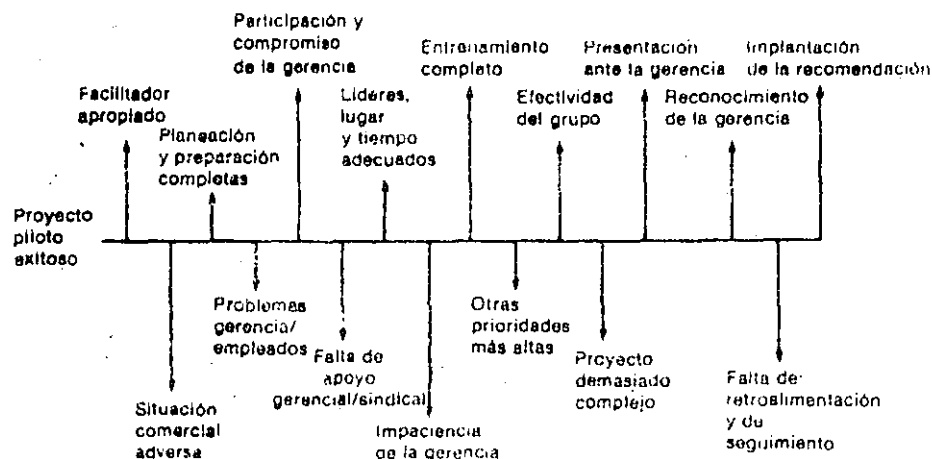 Participación y
compromiso
de la gerencia
Entrenamiento
completo
Presentación
ante la gerencia
Implantación
de la recomendación
Facilitador
apropiado
Líderes,
lugar
y tiempo
adecuados
Efectividad
del grupo
Reconocimiento
de la gerencia
Planeación
y preparación
completas
Proyecto
piloto
exitoso
Problemas
gerencia/
empleados
Otras
prioridades
más altas
Falta de
apoyo
gerencial/sindical
Proyecto
demasiado
complejo
Falta de
retroalimentación
y de
seguimiento
Situación
comercial
adversa
Impaciencia
de la gerencia